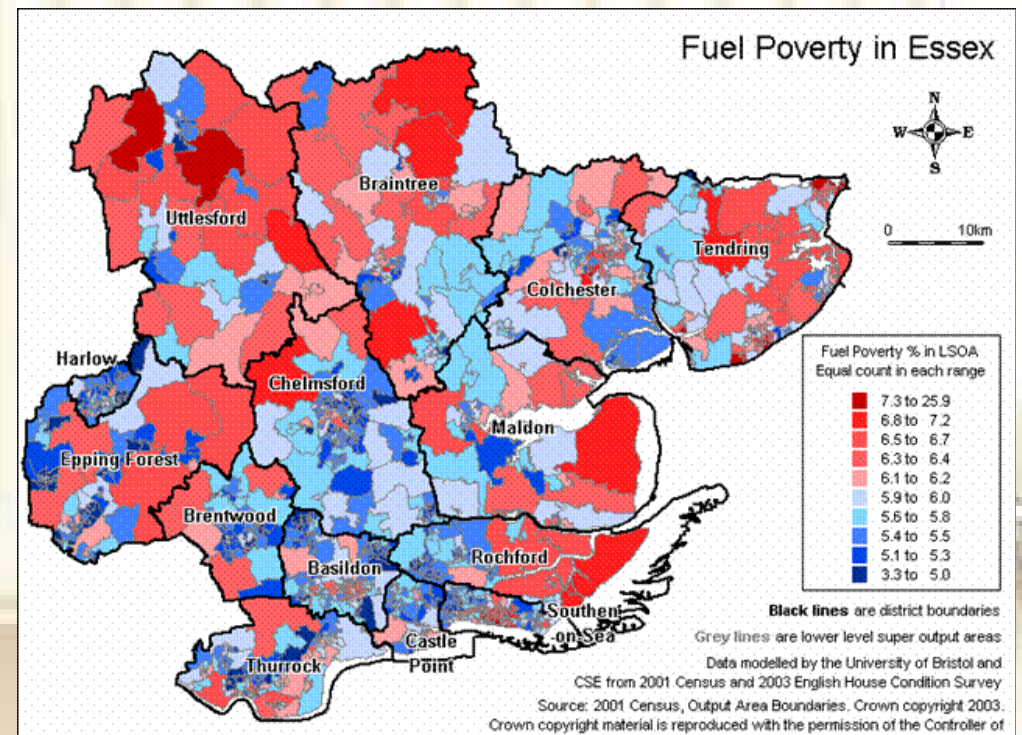 Fuel Poverty in Essex
N
W E
S
0 10km
Braintree
Uttlesford
Tendring
Colchester
Harlow
Chelmsford
Maldon
Epping Forest
Brentwood
Rochford
Basildon
Southen
-on-Sea
Castle
Point
Thurrock
Fuel Poverty % in LSOA
Equal count in each range
7.3 to 25.9
6.8 to 7.2
6.5 to 6.7
6.3 to 6.4
6.1 to 6.2
5.9 to 6.0
5.6 to 5.8
5.4 to 5.5
5.1 to 5.3
3.3 to 5.0
Black lines are district boundaries
Grey lines are lower level super output areas
Data modelled by the University of Bristol and
CSE from 2001 Census and 2003 English House Condition Survey
Source: 2001 Census, Output Area Boundaries. Crown copyright 2003.
Crown copyright material is reproduced with the permission of the Controller of